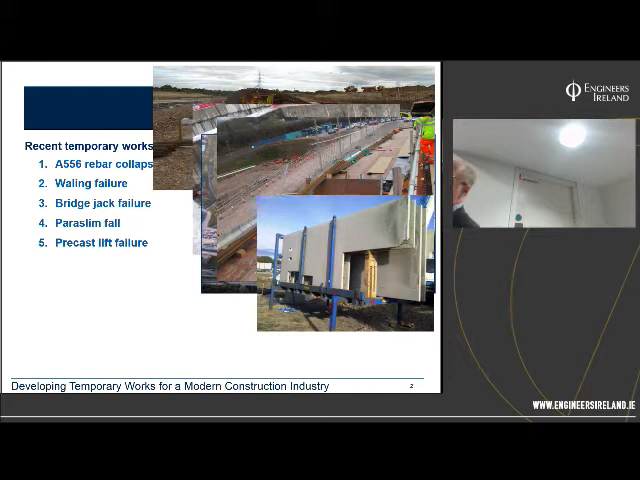 ENGINEERS
IRELAND
Recent temporary works
1. A556 rebar collaps
2. Waling failure
3. Bridge jack failure
4. Paraslim fall
5. Precast lift failure
Developing Temporary Works for a Modern Construction Industry
2
WWW.ENGINEERSIRELAND.IE